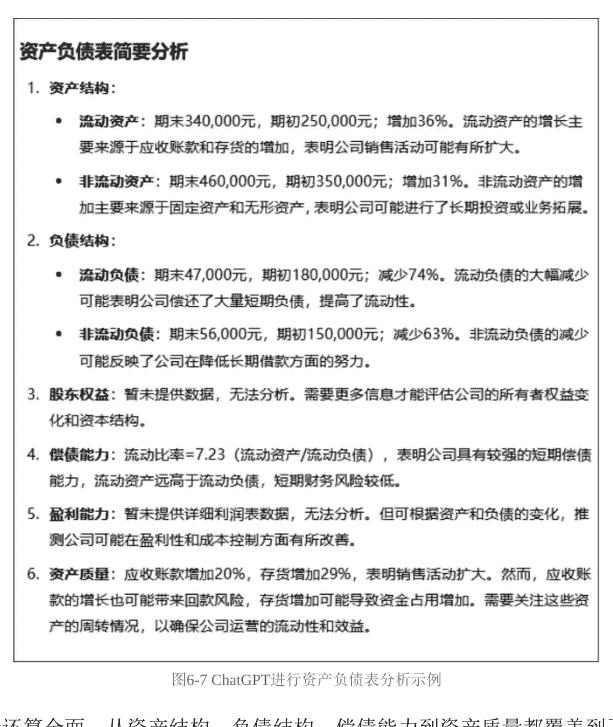 资产负债表简要分析
1. 资产结构：
• 流动资产：期末340,000元，期初250,000元；增加36%。流动资产的增长主
要来源于应收账款和存货的增加，表明公司销售活动可能有所扩大。
• 非流动资产：期末460,000元，期初350,000元；增加31%。非流动资产的增
加主要来源于固定资产和无形资产，表明公司可能进行了长期投资或业务拓展。
2. 负债结构：
• 流动负债：期末47,000元，期初180,000元；减少74%。流动负债的大幅减少
可能表明公司偿还了大量短期负债，提高了流动性。
• 非流动负债：期末56,000元，期初150,000元；减少63%。非流动负债的减少
可能反映了公司在降低长期借款方面的努力。
3. 股东权益：暂未提供数据，无法分析。需要更多信息才能评估公司的所有者权益变
化和资本结构。
4. 偿债能力：流动比率=7.23（流动资产/流动负债），表明公司具有较强的短期偿债
能力，流动资产远高于流动负债，短期财务风险较低。
5. 盈利能力：暂未提供详细利润表数据，无法分析。但可根据资产和负债的变化，推
测公司可能在盈利性和成本控制方面有所改善。
6. 资产质量：应收账款增加20%，存货增加29%，表明销售活动扩大。然而，应收账
款的增长也可能带来回款风险，存货增加可能导致资金占用增加。需要关注这些资
产的周转情况，以确保公司运营的流动性和效益。
图6-7 ChatGPT进行资产负债表分析示例
还算全面，从资产结构、负债结构、偿债能力到资产质量都覆盖到